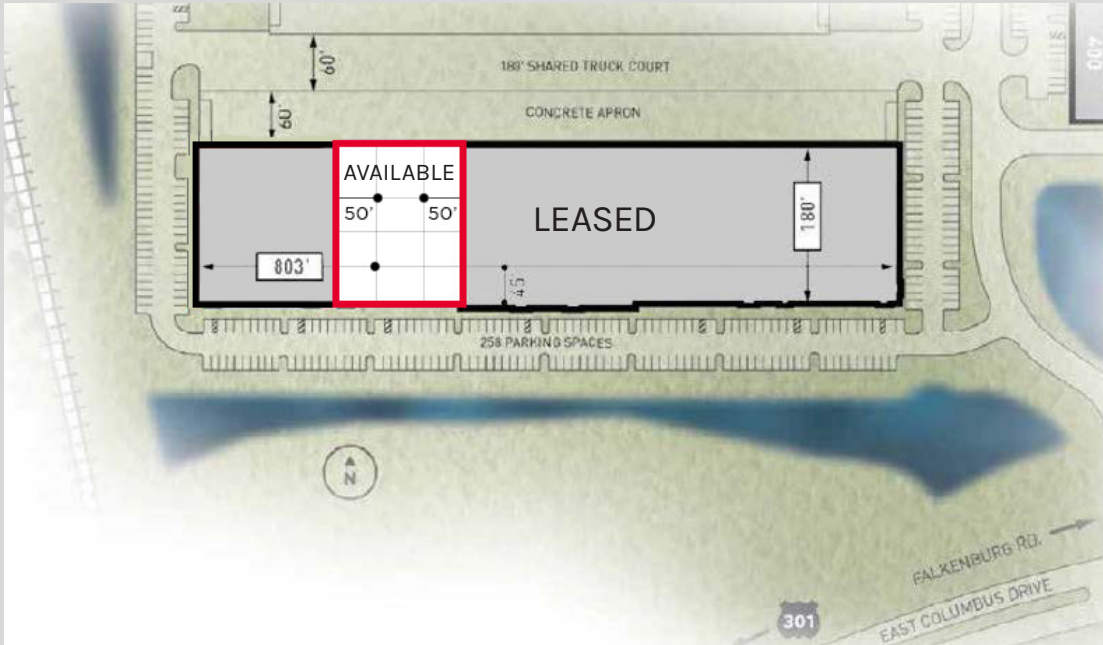 60'
180' SHARED TRUCK COURT
400
60'
CONCRETE APRON
AVAILABLE
50'
50'
LEASED
180'
803'
45'
258 PARKING SPACES
N
FALKENBURG RD.
EAST COLUMBUS DRIVE
301